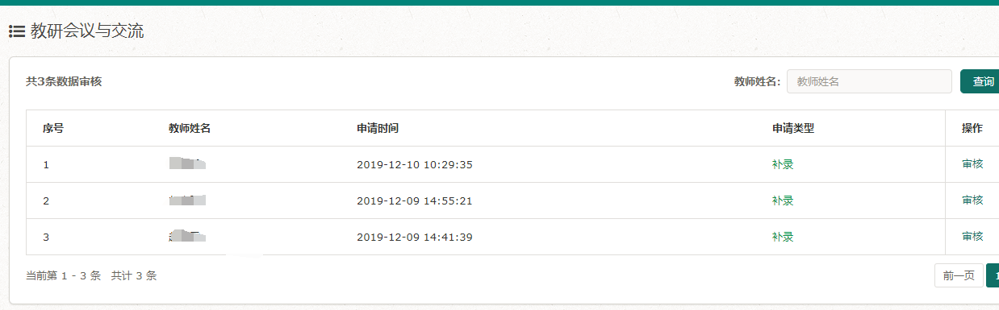 教研会议与交流
共3条数据审核 教师姓名: 教师姓名 查询
序号 教师姓名 申请时间 申请类型 操作
1 2019-12-10 10:29:35 补录 审核
2 2019-12-09 14:55:21 补录 审核
3 2019-12-09 14:41:39 补录 审核
当前第 1 - 3 条 共计 3 条 前一页 1